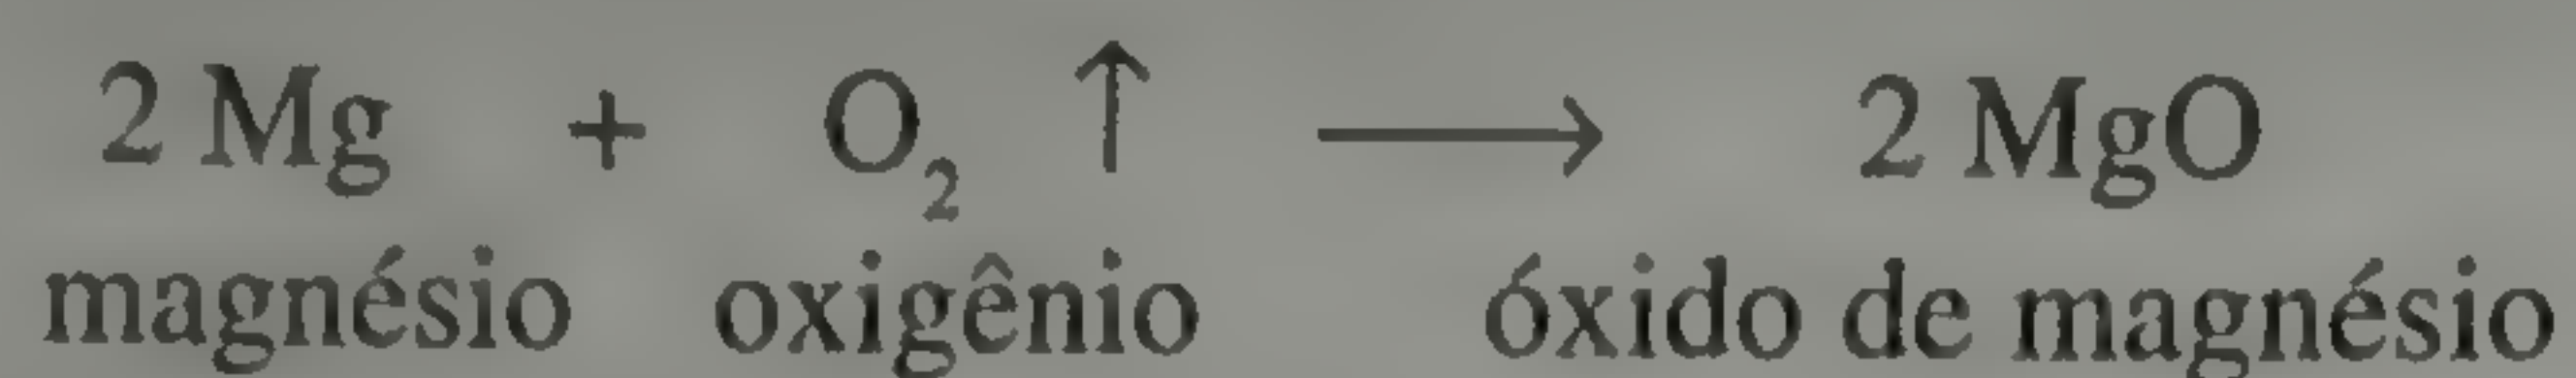 2 Mg + O₂ ↑ ⟶ 2 MgO
magnésio oxigênio óxido de magnésio